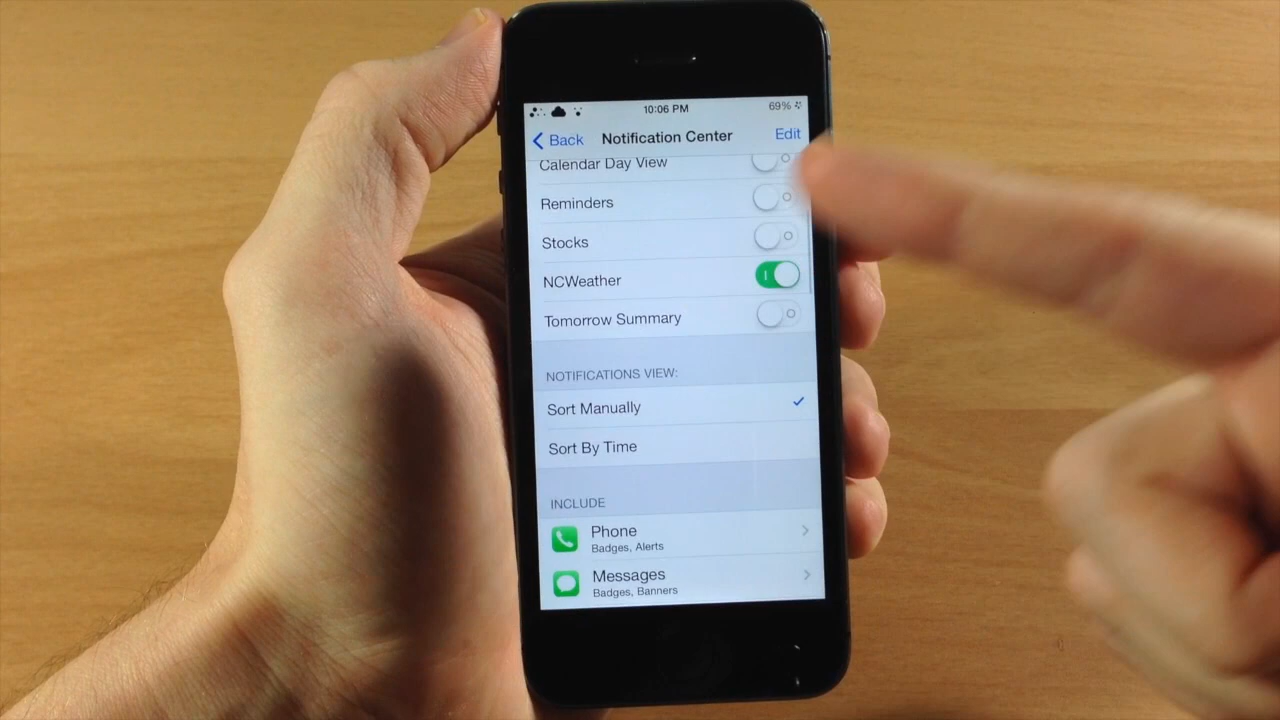 10:06 PM 69%
Back Notification Center Edit
Calendar Day View
Reminders
Stocks
NCWeather
Tomorrow Summary
NOTIFICATIONS VIEW:
Sort Manually
Sort By Time
INCLUDE
Phone
Badges, Alerts
Messages
Badges, Banners